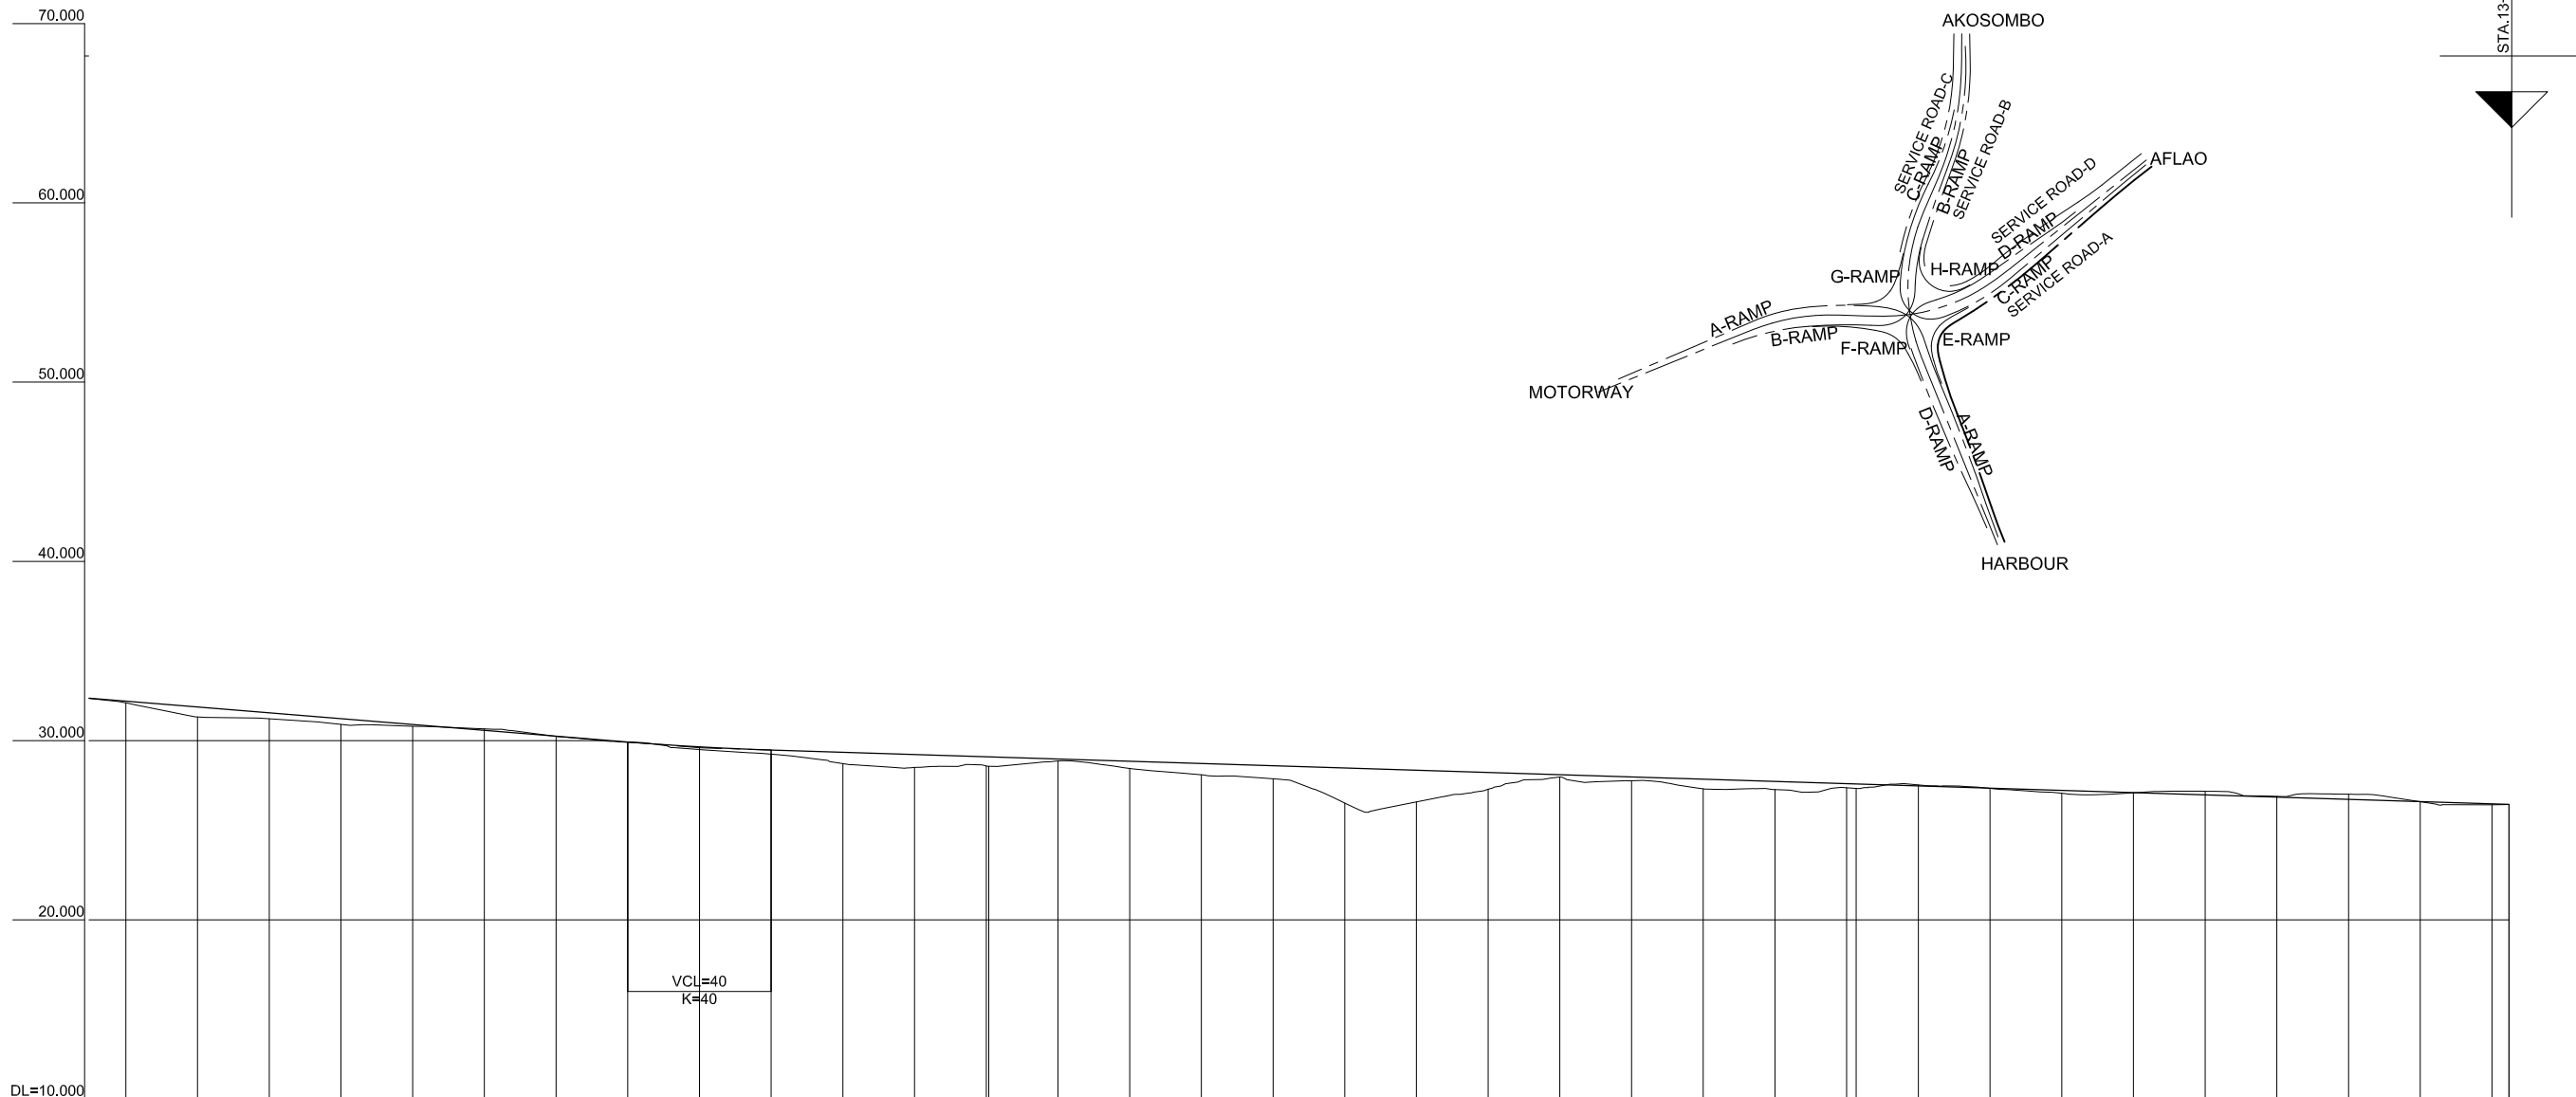 70.000
60.000
50.000
40.000
30.000
20.000
DL=10.000
VCL=40
K=40
AKOSOMBO
SERVICE ROAD-C
C-RAMP
B-RAMP
SERVICE ROAD-B
AFLAO
SERVICE ROAD-D
D-RAMP
C-RAMP
SERVICE ROAD-A
G-RAMP
H-RAMP
A-RAMP
B-RAMP
F-RAMP
E-RAMP
MOTORWAY
D-RAMP
A-RAMP
HARBOUR
STA.13-